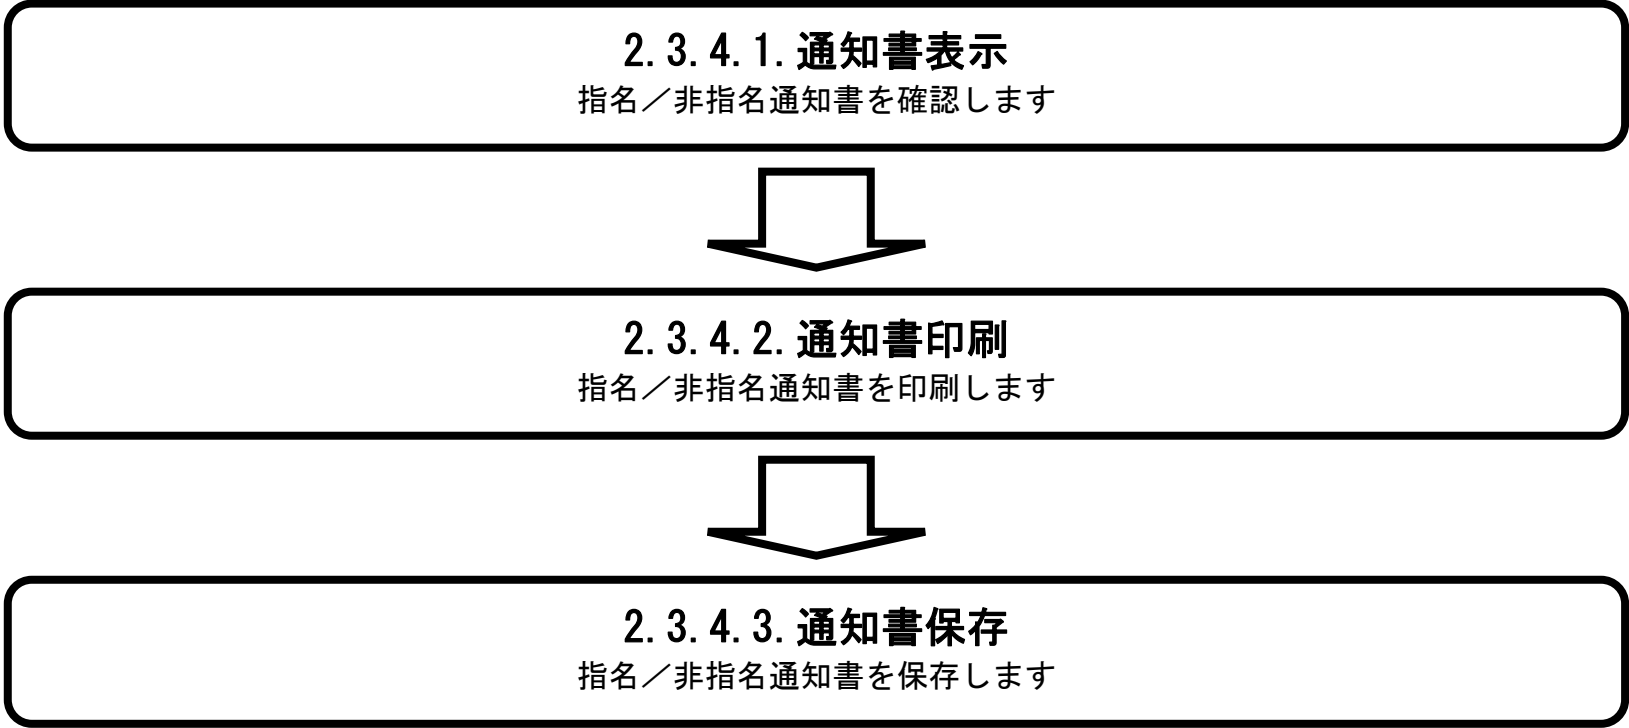 2.3.4.1.通知書表示
指名／非指名通知書を確認します
2.3.4.2.通知書印刷
指名／非指名通知書を印刷します
2.3.4.3.通知書保存
指名／非指名通知書を保存します